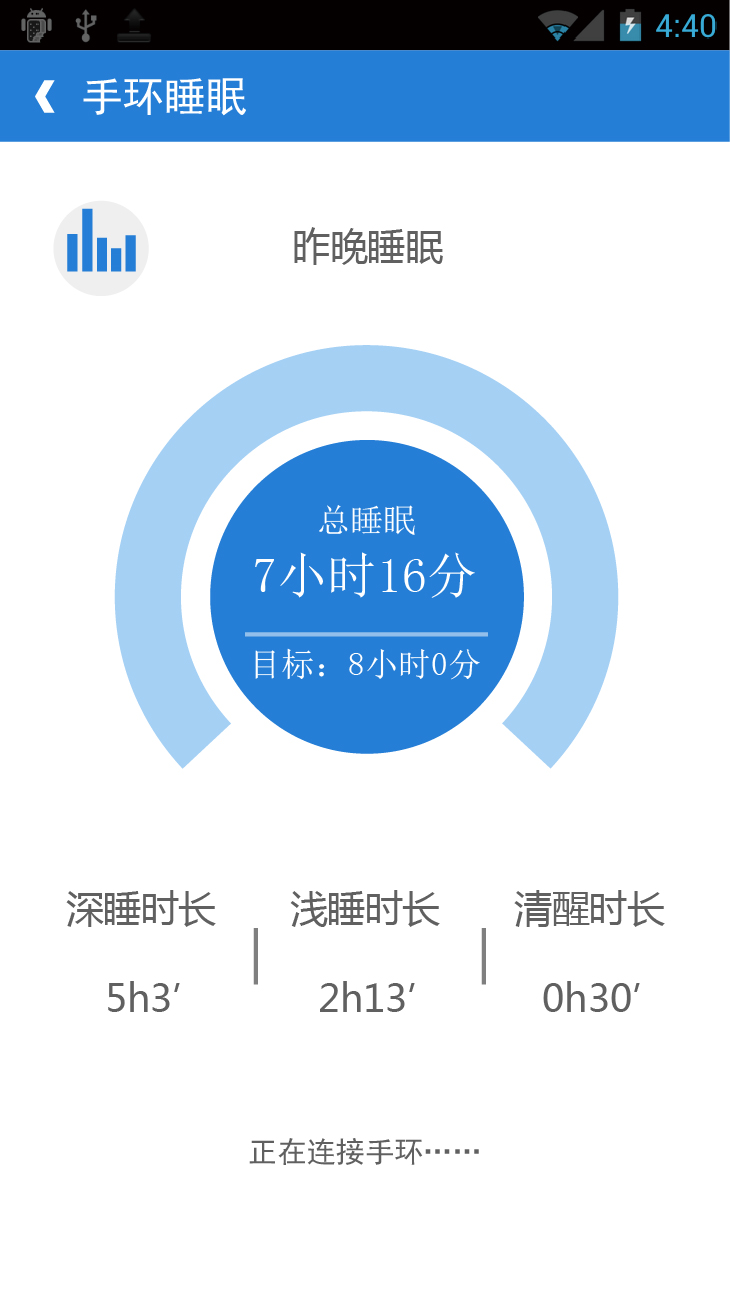 4:40
手环睡眠
昨晚睡眠
总睡眠
7小时16分
目标：8小时0分
深睡时长 浅睡时长 清醒时长
5h3′ 2h13′ 0h30′
正在连接手环……